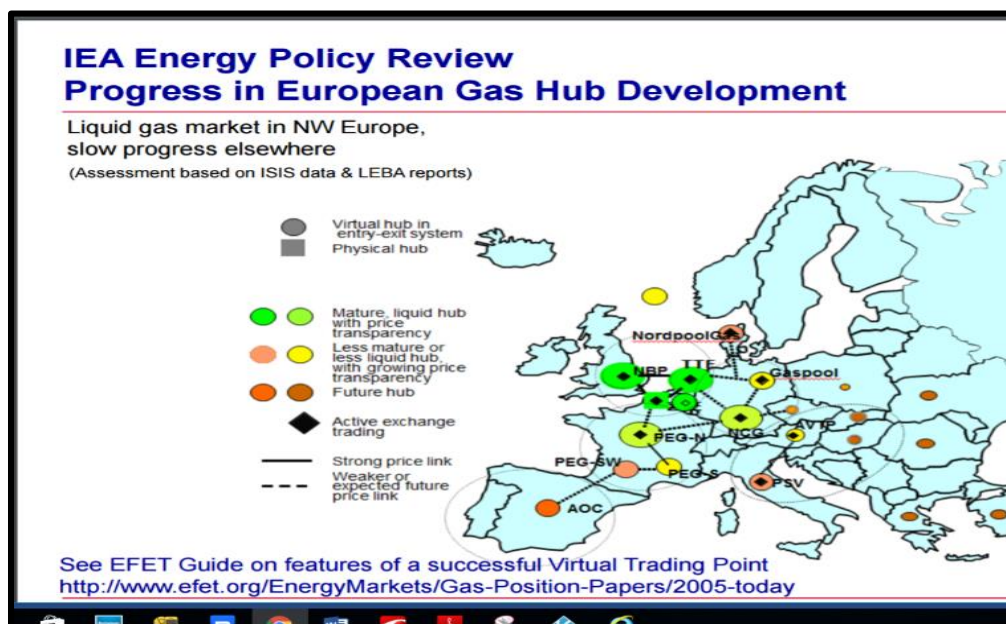 IEA Energy Policy Review
Progress in European Gas Hub Development
Liquid gas market in NW Europe,
slow progress elsewhere
(Assessment based on ISIS data & LEBA reports)
Virtual hub in
entry-exit system
Physical hub
Mature, liquid hub
with price
transparency
Less mature or
less liquid hub,
with growing price
transparency
Future hub
Active exchange
trading
Strong price link
Weaker or
expected future
price link
NordpoolGas
TTF
NBP
Gaspool
NCG
PEG-N
PEG-SW
PEG-S
PSV
AOC
See EFET Guide on features of a successful Virtual Trading Point
http://www.efet.org/EnergyMarkets/Gas-Position-Papers/2005-today